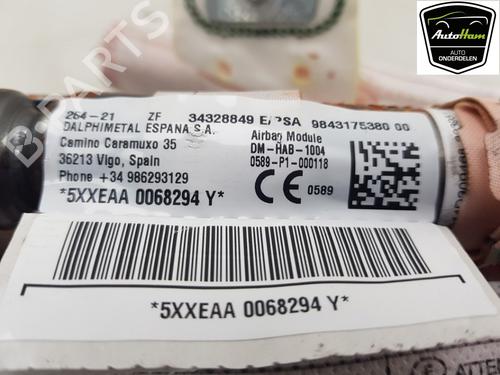 AutoHam
AUTO
ONDERDELEN
B-PARTS
264-21 ZF 34328849 E/PSA 9843175380 00
DALPHIMETAL ESPANA S.A. Airbag Module
Camino Caramuxo 35 DM-HAB-1004
36213 Vigo, Spain 0589-P1-000118
Phone +34 986293129 CE 0589
*5XXEAA 0068294 Y*
*5XXEAA 0068294 Y*